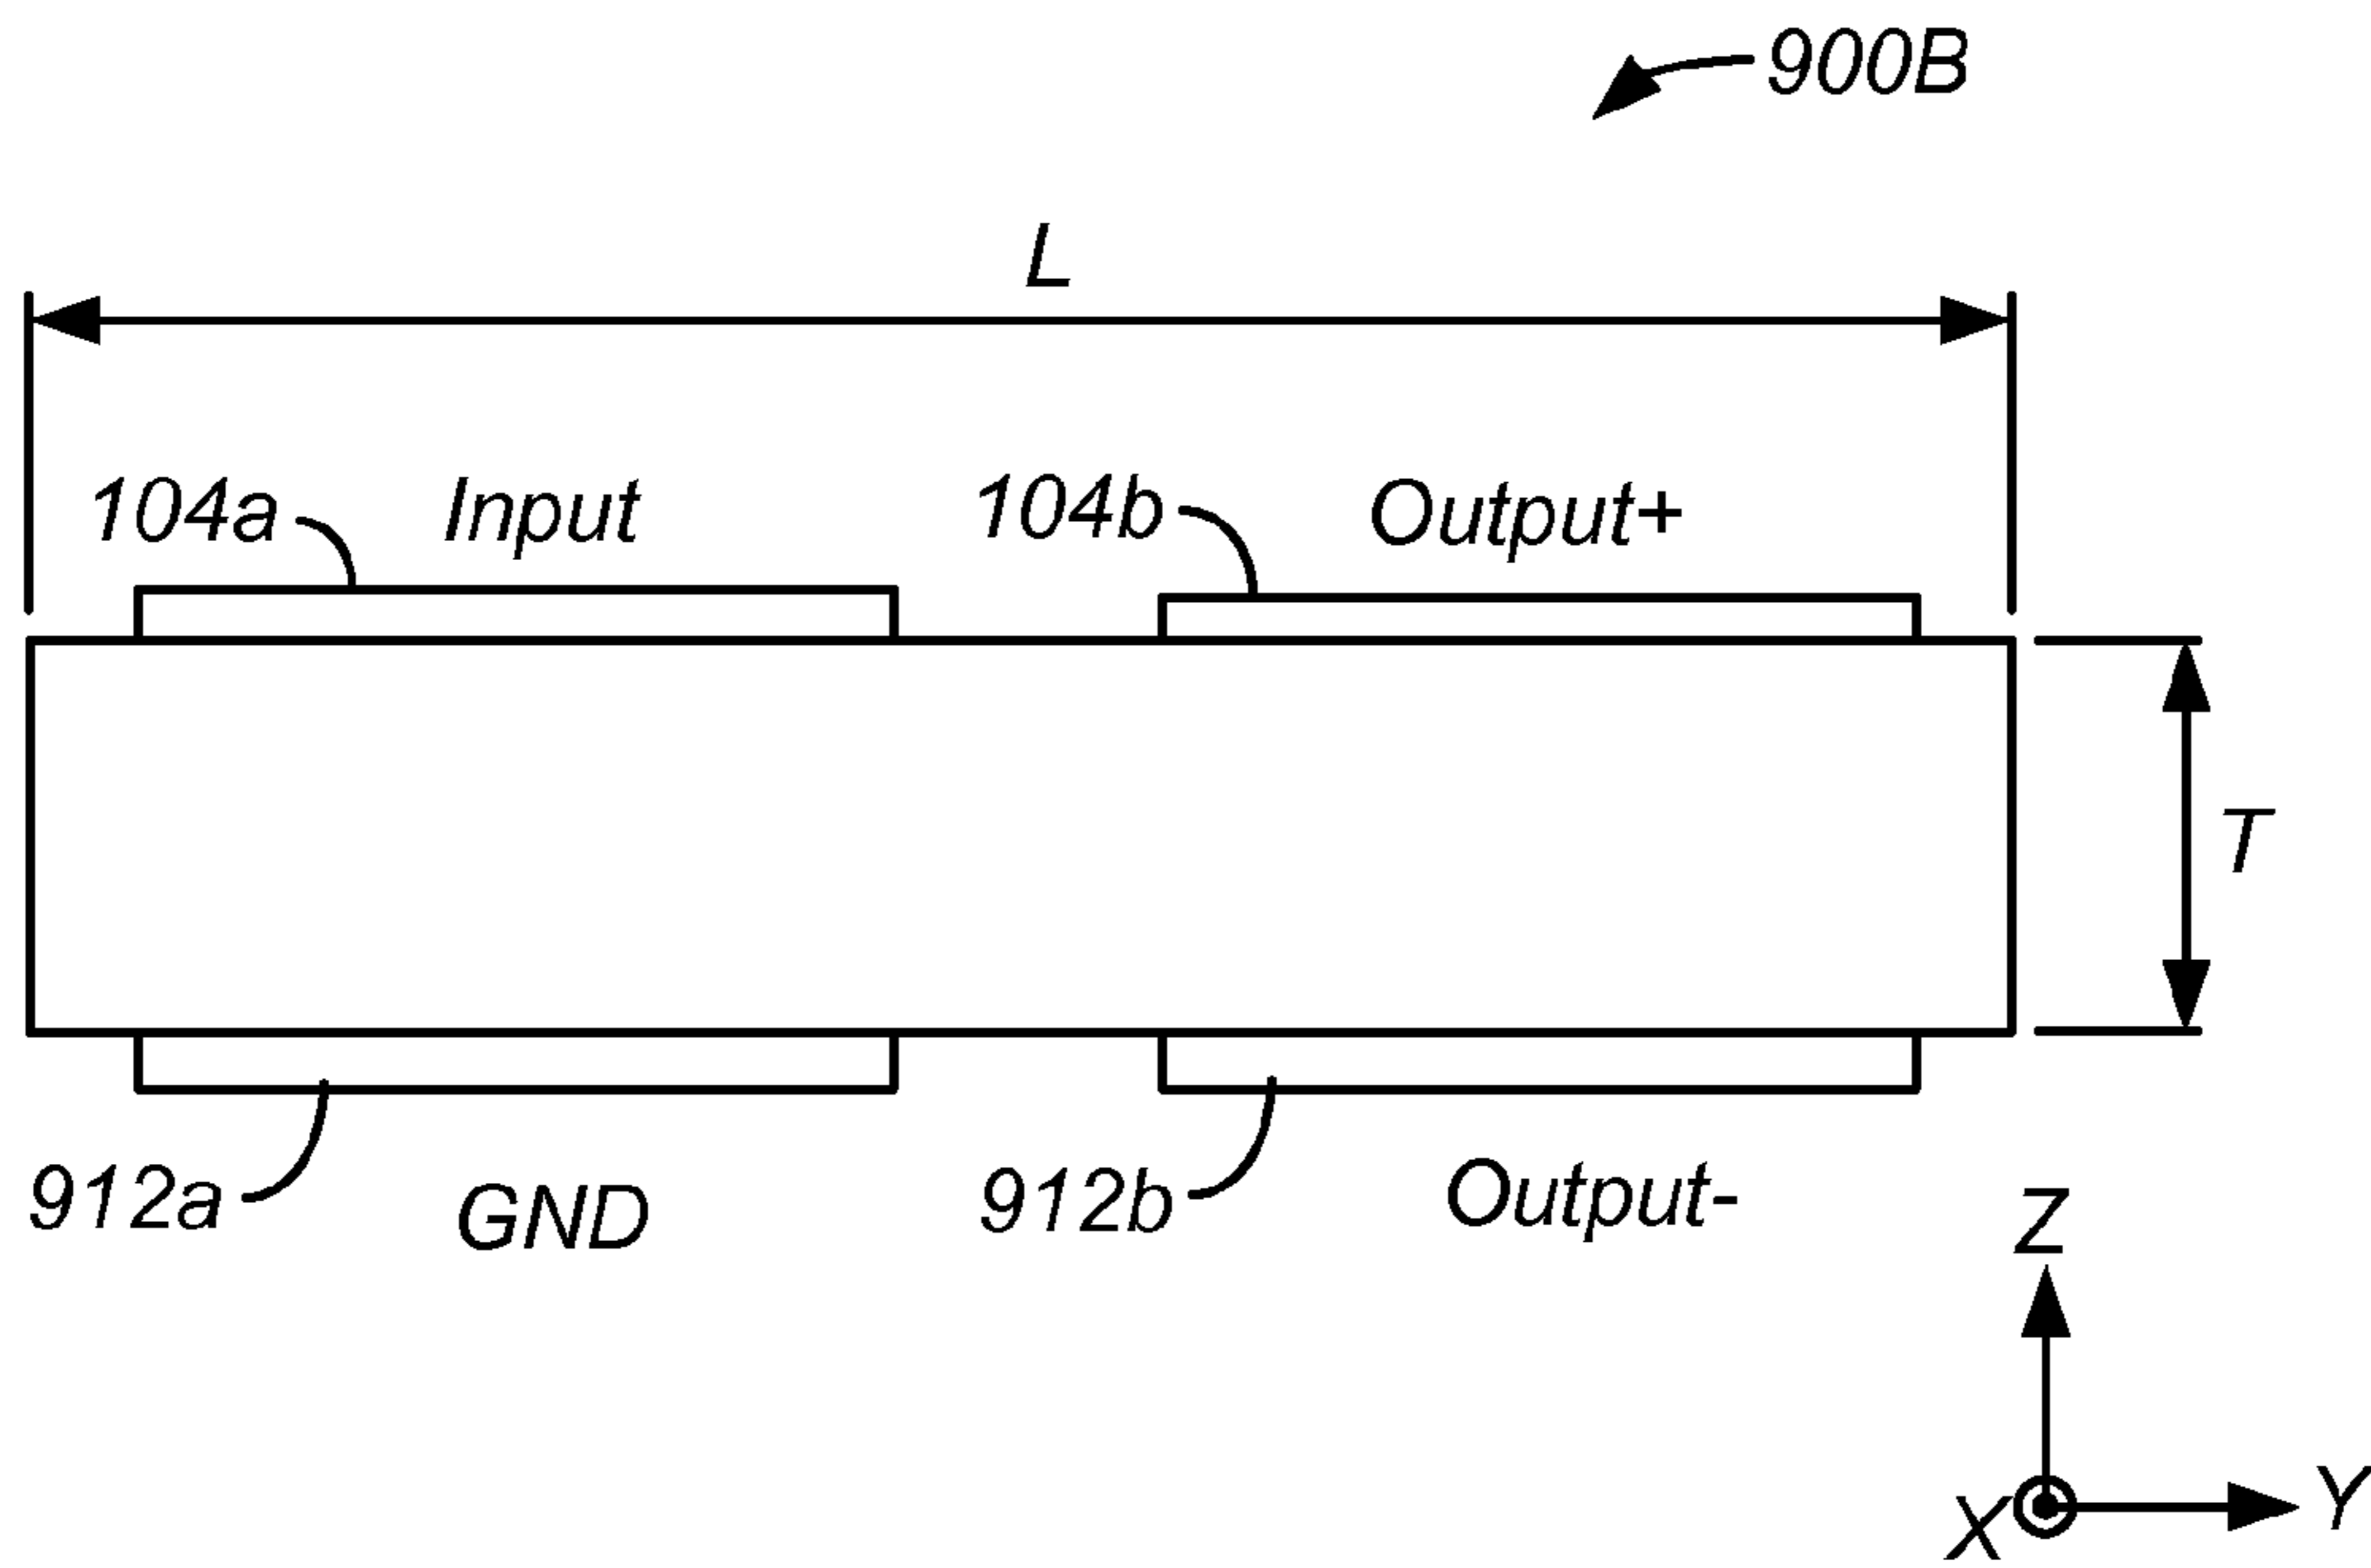 900B
L
104a Input 104b Output+
T
912a GND 912b Output-
Z
X Y